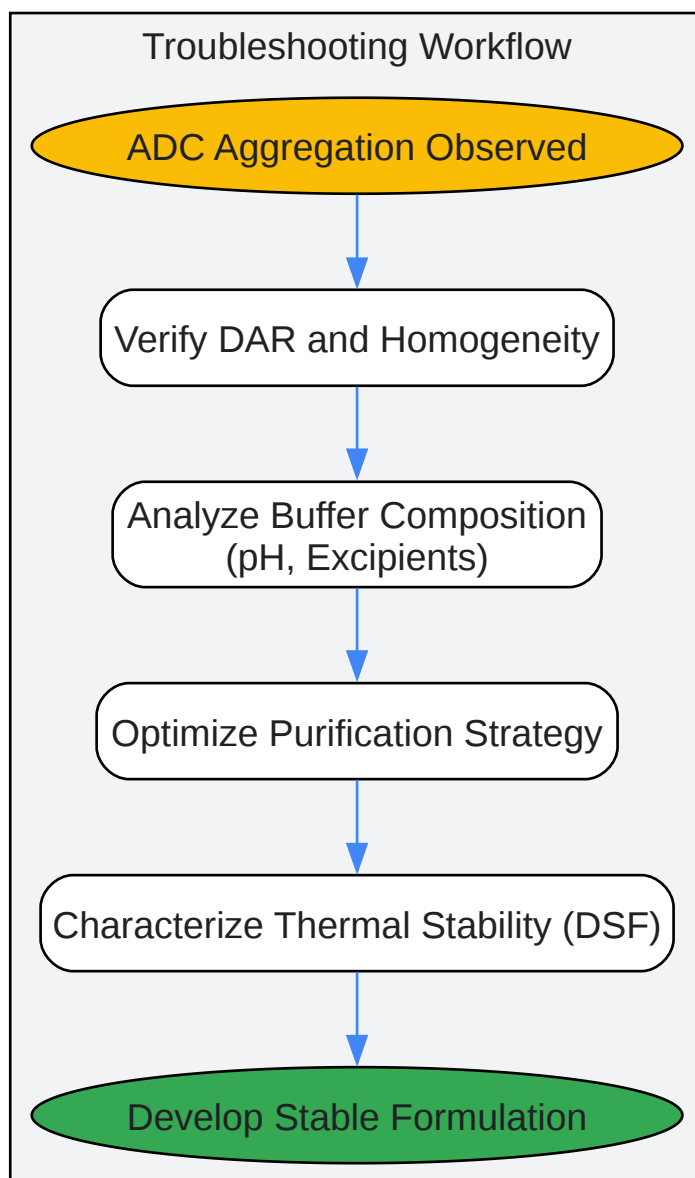 Troubleshooting Workflow
ADC Aggregation Observed
Verify DAR and Homogeneity
Analyze Buffer Composition
(pH, Excipients)
Optimize Purification Strategy
Characterize Thermal Stability (DSF)
Develop Stable Formulation